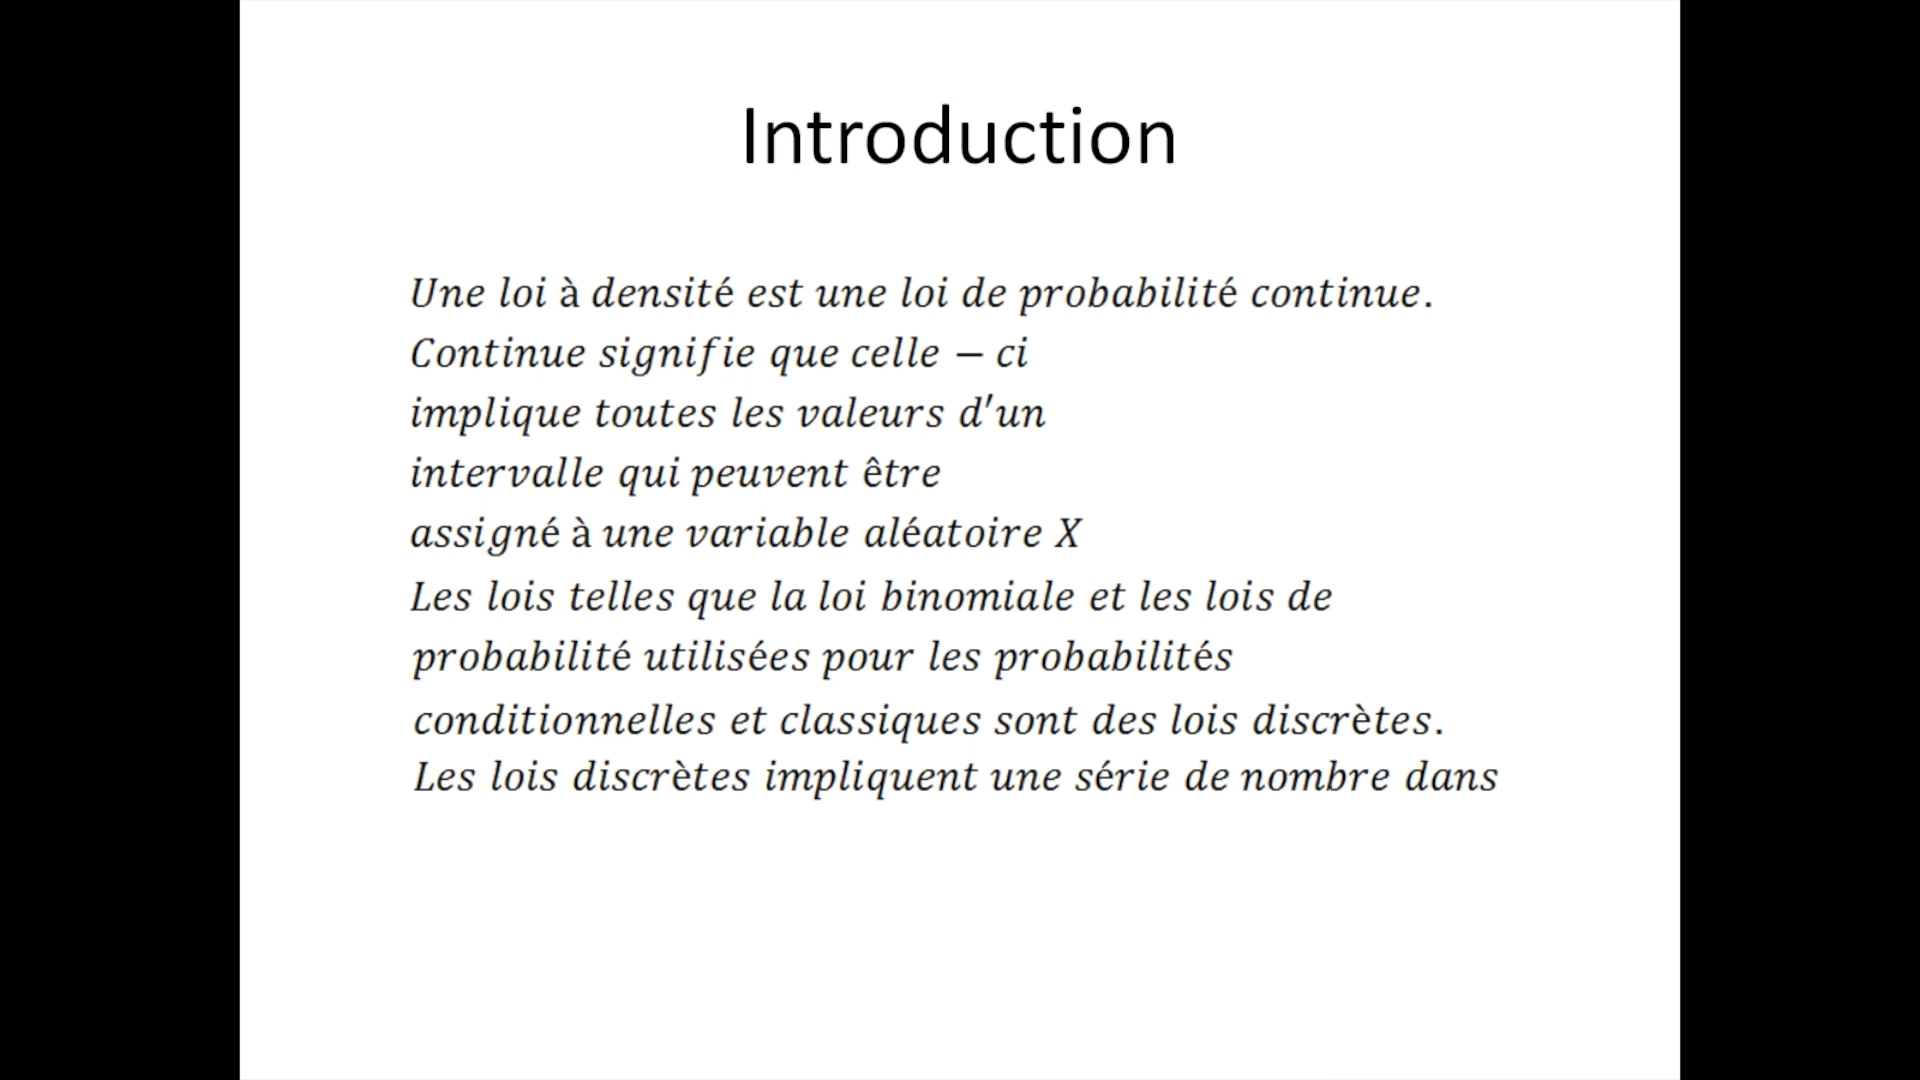 Introduction
Une loi à densité est une loi de probabilité continue.
Continue signifie que celle − ci
implique toutes les valeurs d'un
intervalle qui peuvent être
assigné à une variable aléatoire X
Les lois telles que la loi binomiale et les lois de
probabilité utilisées pour les probabilités
conditionnelles et classiques sont des lois discrètes.
Les lois discrètes impliquent une série de nombre dans